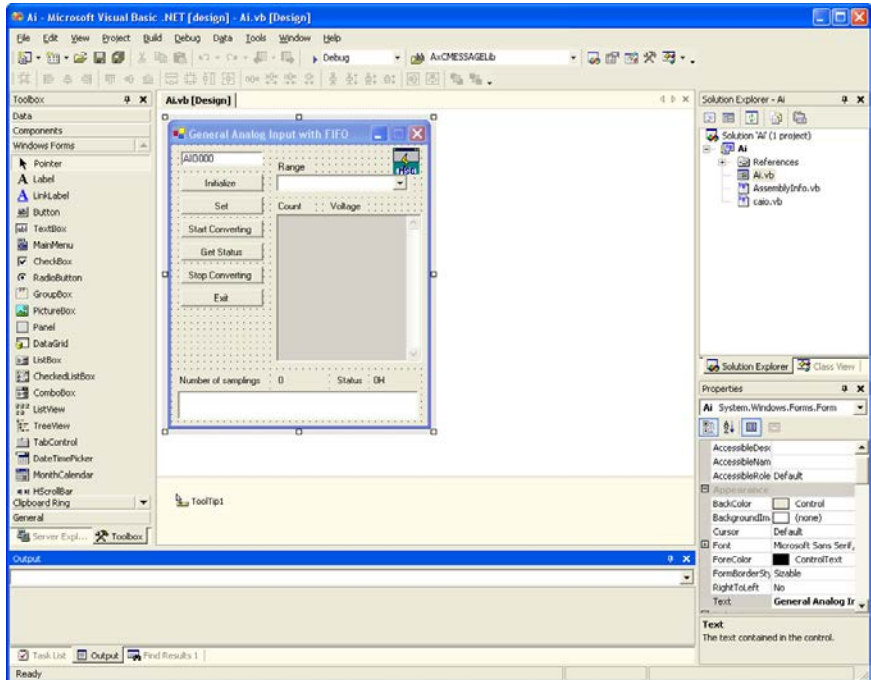 Ai - Microsoft Visual Basic .NET [design] - Ai.vb [Design]
File Edit View Project Build Debug Data Tools Window Help
Debug AxCMESSAGELib
Toolbox
Data
Components
Windows Forms
Pointer
Label
LinkLabel
Button
TextBox
MainMenu
CheckBox
RadioButton
GroupBox
PictureBox
Panel
DataGrid
ListBox
CheckedListBox
ComboBox
ListView
TreeView
TabControl
DateTimePicker
MonthCalendar
HScrollBar
Clipboard Ring
General
Server Expl... Toolbox
Ai.vb [Design]
General Analog Input with FIFO
AIO000
Range
Initialize
Set
Count Voltage
Start Converting
Get Status
Stop Converting
Exit
Number of samplings 0 Status 0H
ToolTip1
Solution Explorer - Ai
Solution 'Ai' (1 project)
Ai
References
Ai.vb
AssemblyInfo.vb
caio.vb
Solution Explorer Class View
Properties
Ai System.Windows.Forms.Form
AccessibleDesc
AccessibleNam
AccessibleRole Default
Appearance
BackColor Control
BackgroundIm (none)
Cursor Default
Font Microsoft Sans Serif,
ForeColor ControlText
FormBorderSty Sizable
RightToLeft No
Text General Analog Ir
Text
The text contained in the control.
Output
Task List Output Find Results 1
Ready